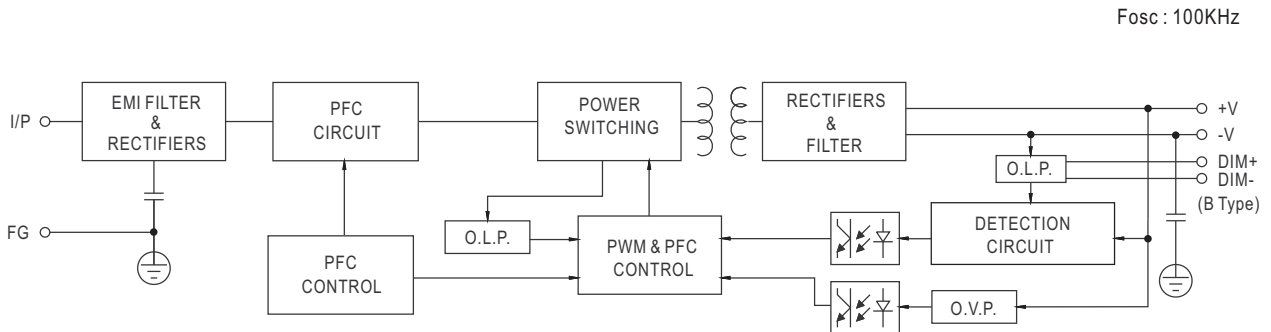 Fosc : 100KHz
I/P
EMI FILTER
&
RECTIFIERS
PFC
CIRCUIT
POWER
SWITCHING
RECTIFIERS
&
FILTER
+V
-V
O.L.P.
DIM+
DIM-
(B Type)
FG
PFC
CONTROL
O.L.P.
PWM & PFC
CONTROL
DETECTION
CIRCUIT
O.V.P.